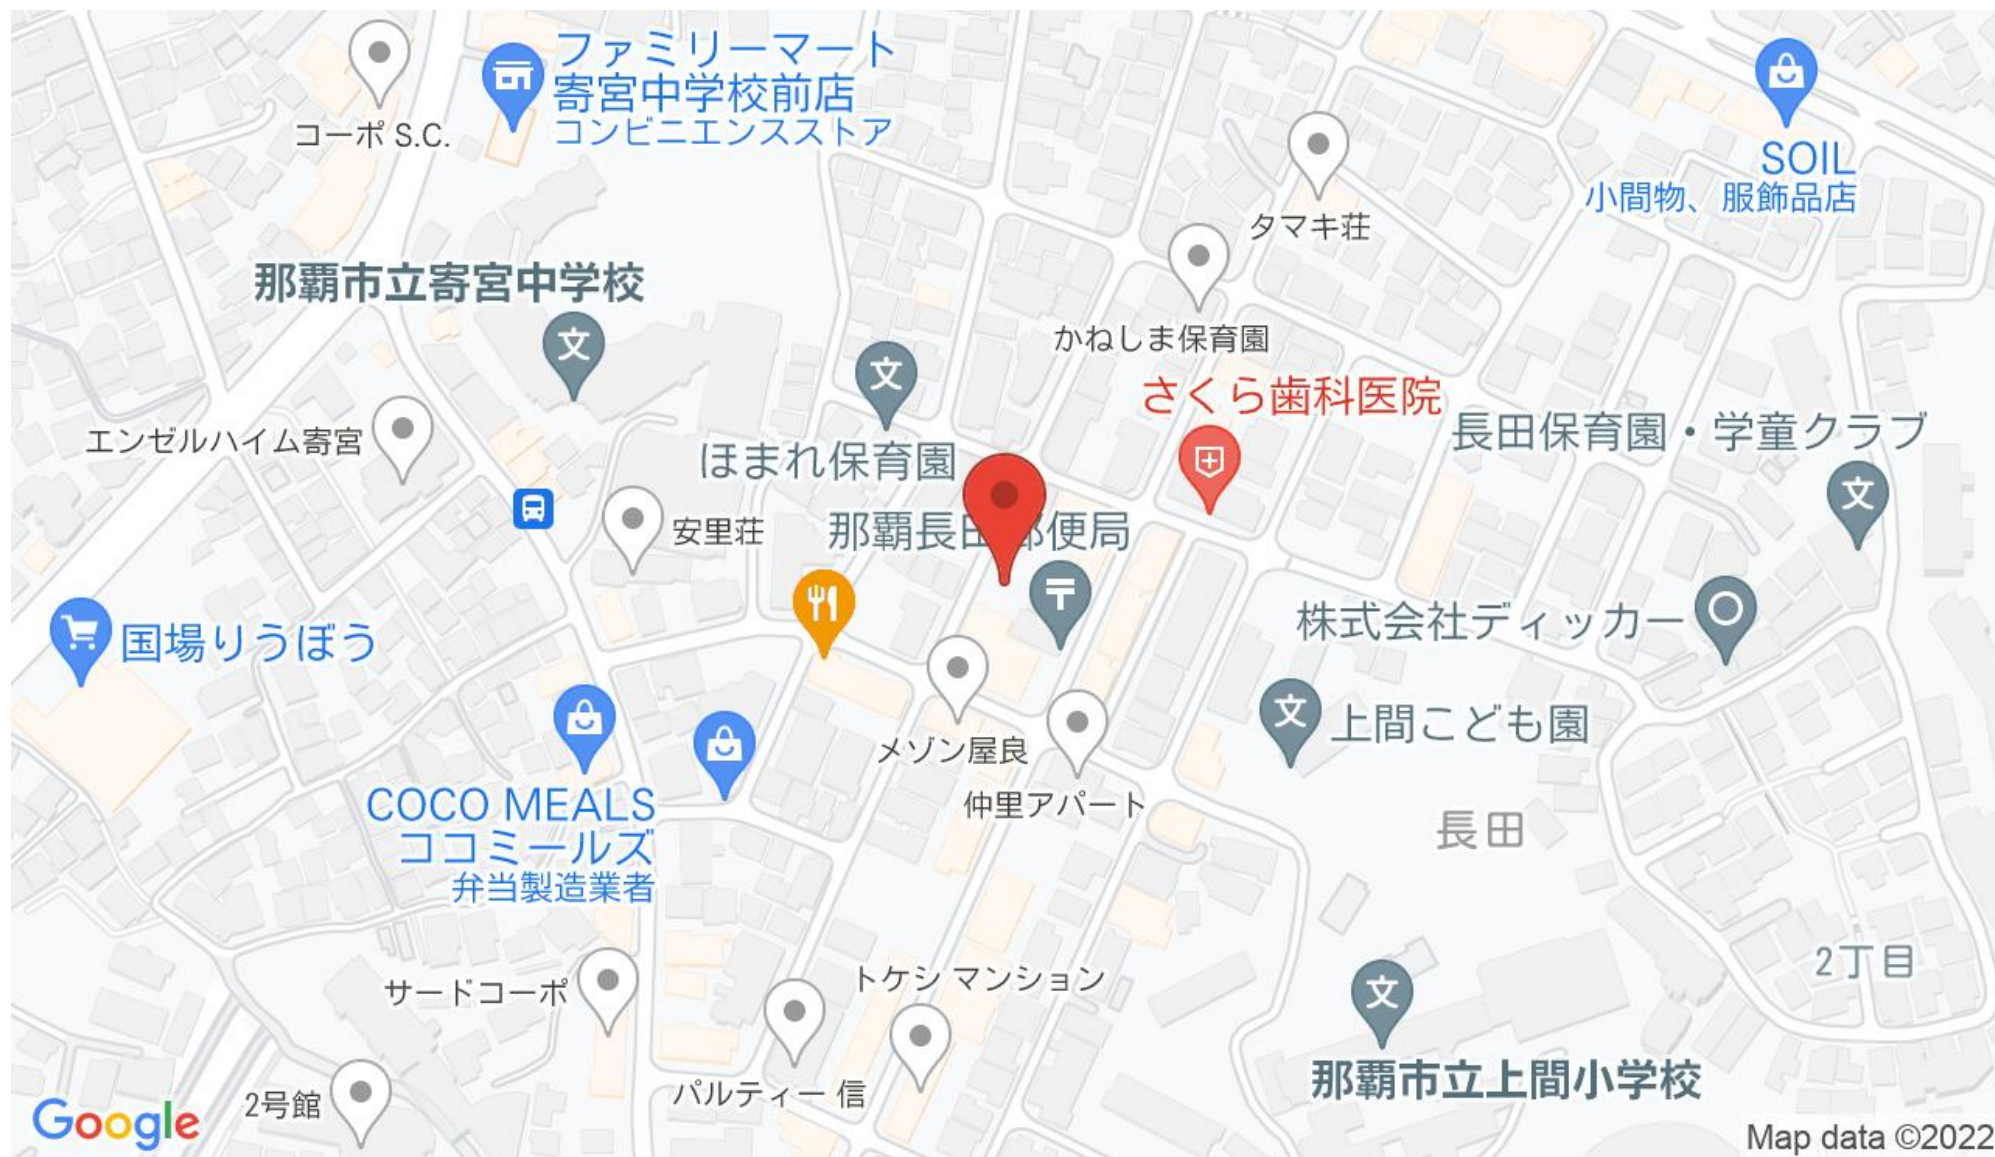 ファミリーマート
寄宮中学校前店
コンビニエンスストア
コーポ S.C.
SOIL
小間物、服飾品店
タマキ荘
那覇市立寄宮中学校
かねしま保育園
さくら歯科医院
エンゼルハイム寄宮
長田保育園・学童クラブ
ほまれ保育園
安里荘
那覇長田郵便局
株式会社ディッカー
国場りうぼう
上間こども園
メゾン屋良
仲里アパート
COCO MEALS
ココミールズ
弁当製造業者
長田
2丁目
サードコーポ
トケシ マンション
那覇市立上間小学校
パルティー 信
2号館
Google
Map data ©2022